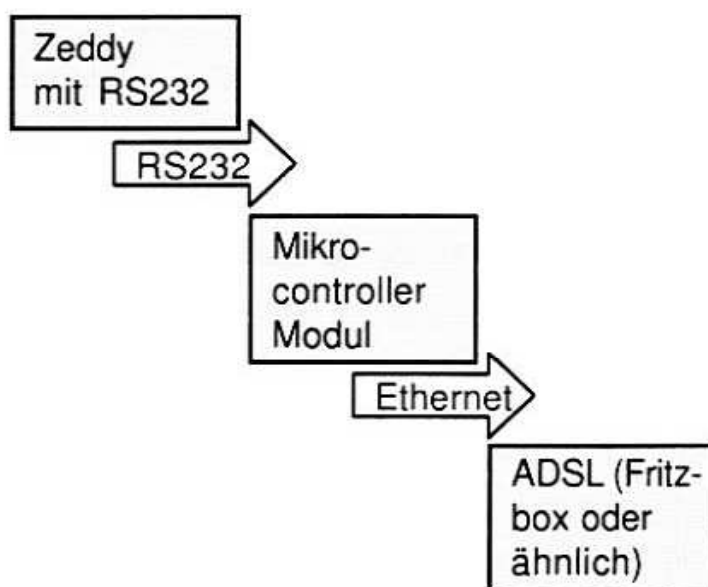 Zeddy
mit RS232
RS232
Mikro-
controller
Modul
Ethernet
ADSL (Fritz-
box oder
ähnlich)